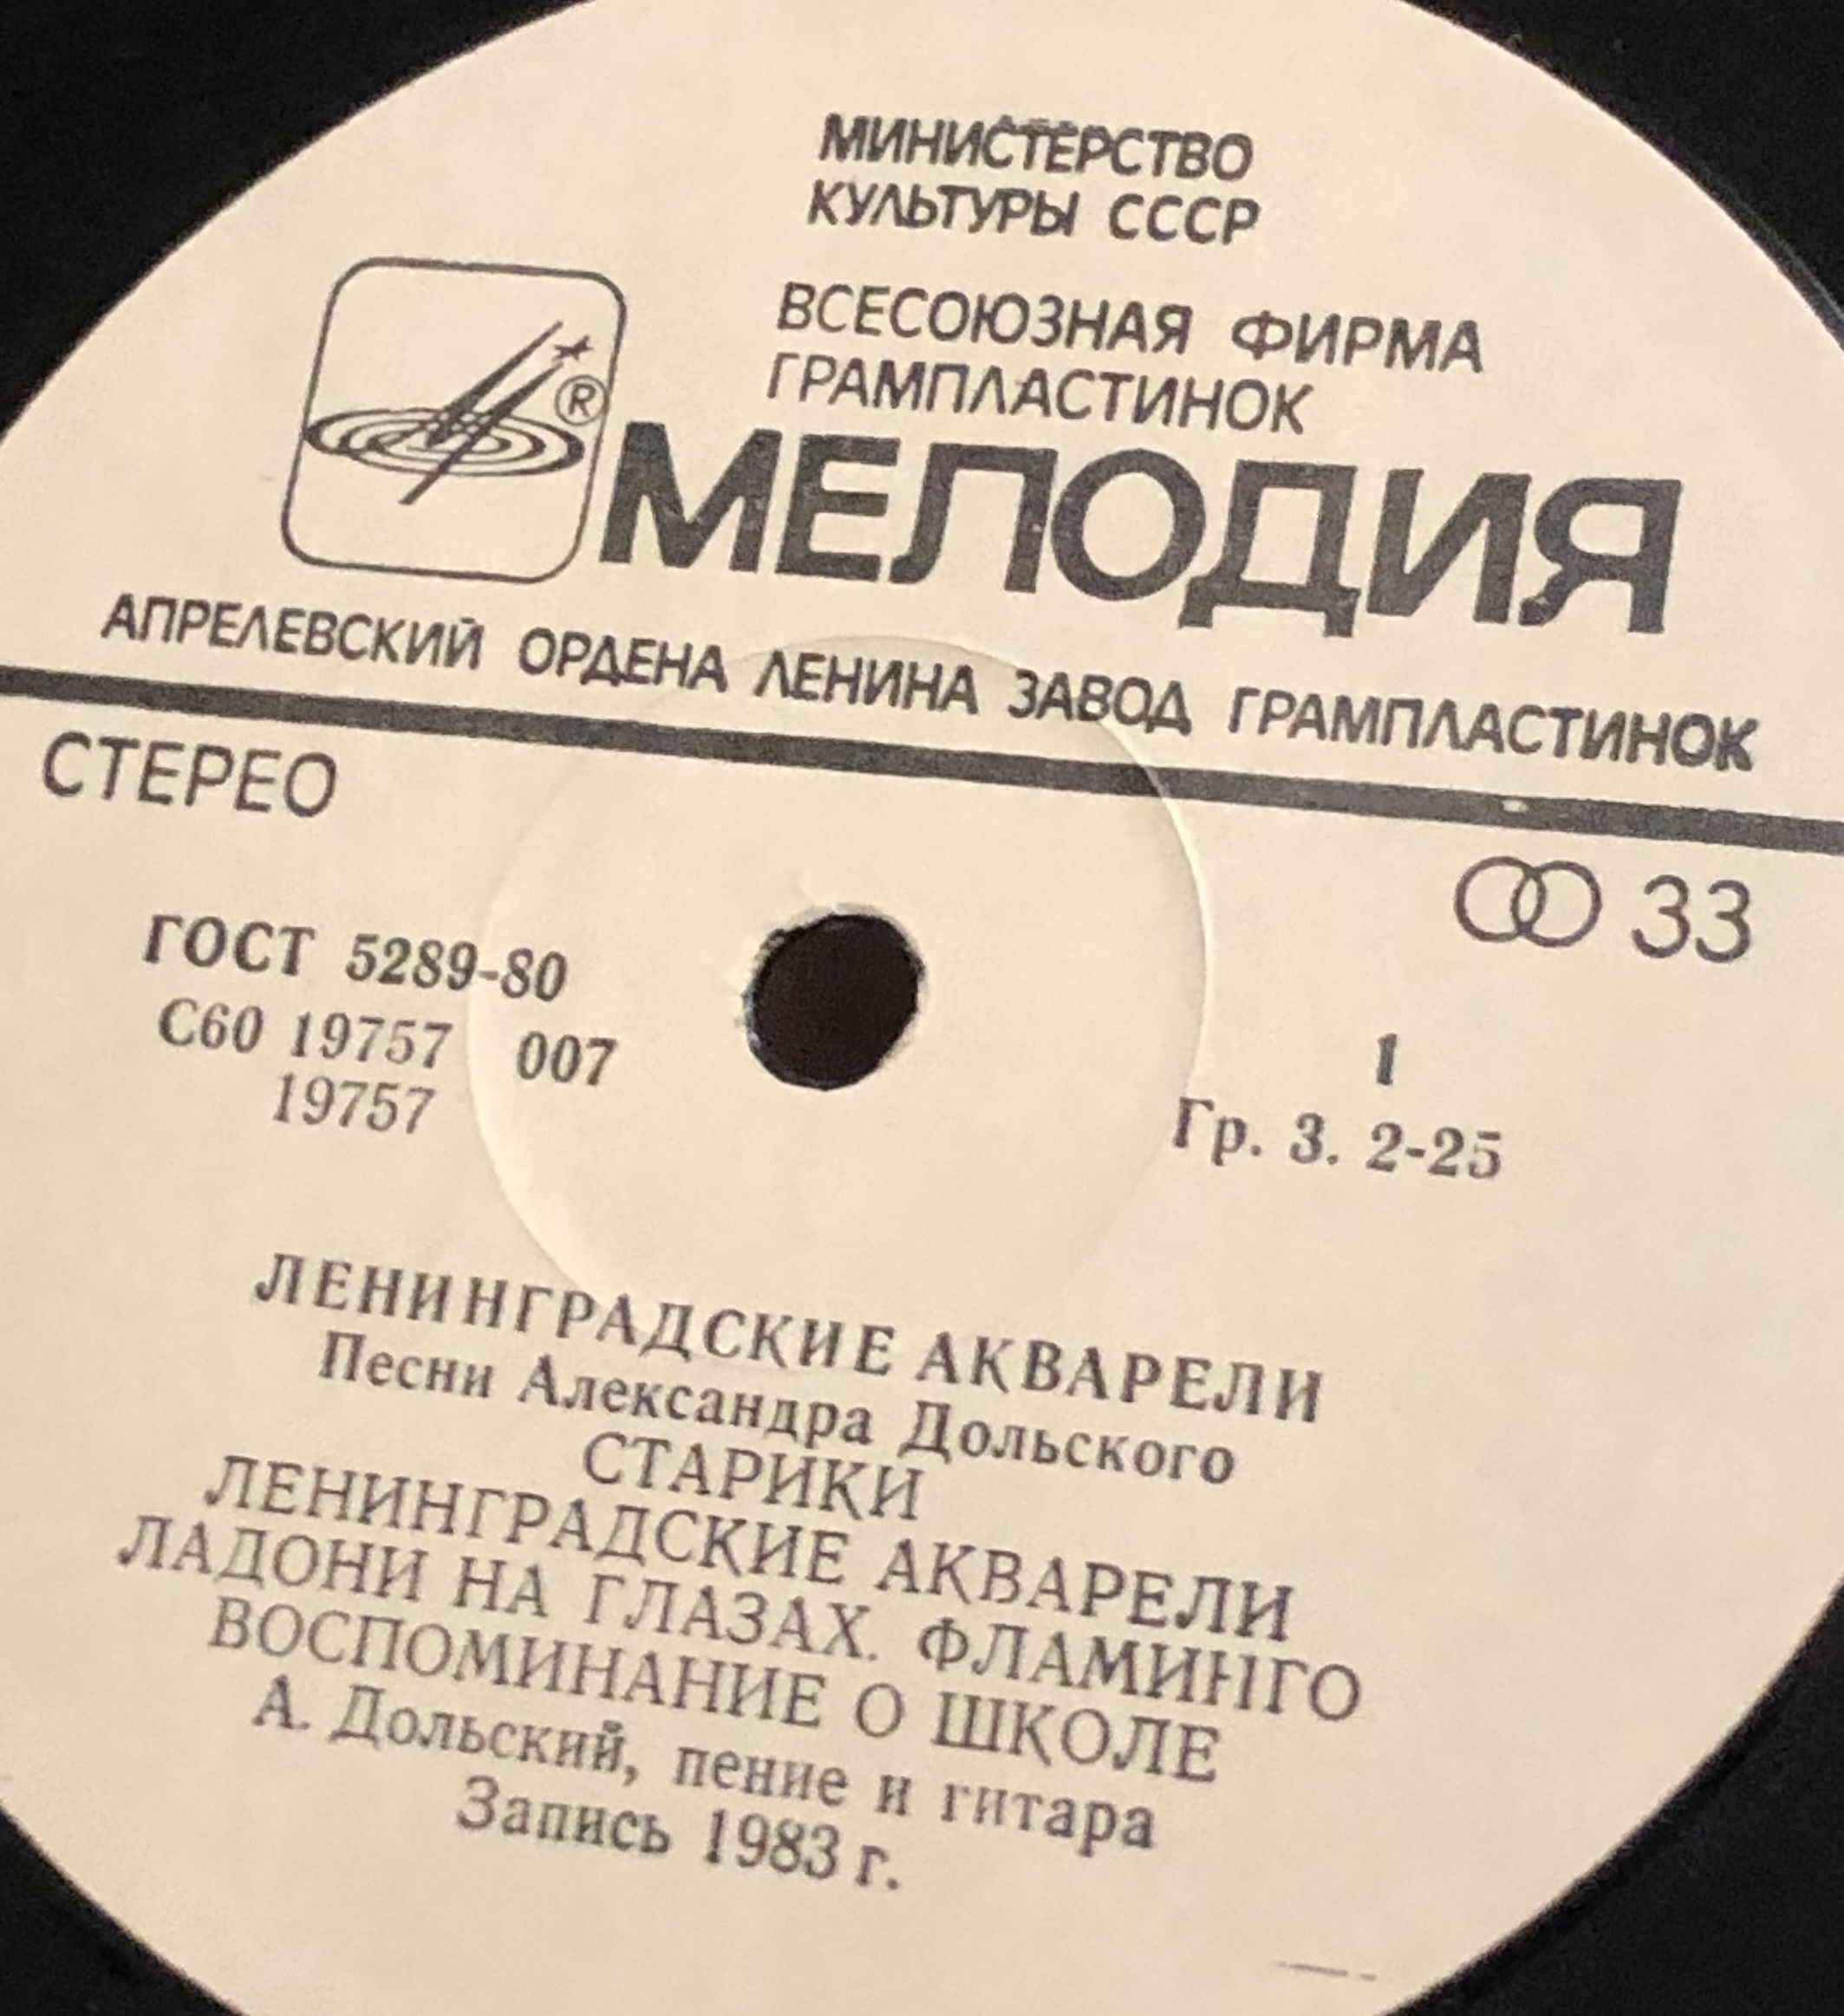 МИНИСТЕРСТВО
КУЛЬТУРЫ СССР
ВСЕСОЮЗНАЯ ФИРМА
ГРАМПЛАСТИНОК
®
МЕЛОДИЯ
АПРЕЛЕВСКИЙ ОРДЕНА ЛЕНИНА ЗАВОД ГРАМПЛАСТИНОК
СТЕРЕО
33
ГОСТ 5289-80
С60 19757 007
19757
1
Гр. 3. 2-25
ЛЕНИНГРАДСКИЕ АКВАРЕЛИ
Песни Александра Дольского
СТАРИКИ
ЛЕНИНГРАДСКИЕ АКВАРЕЛИ
ЛАДОНИ НА ГЛАЗАХ. ФЛАМИНГО
ВОСПОМИНАНИЕ О ШКОЛЕ
А. Дольский, пение и гитара
Запись 1983 г.